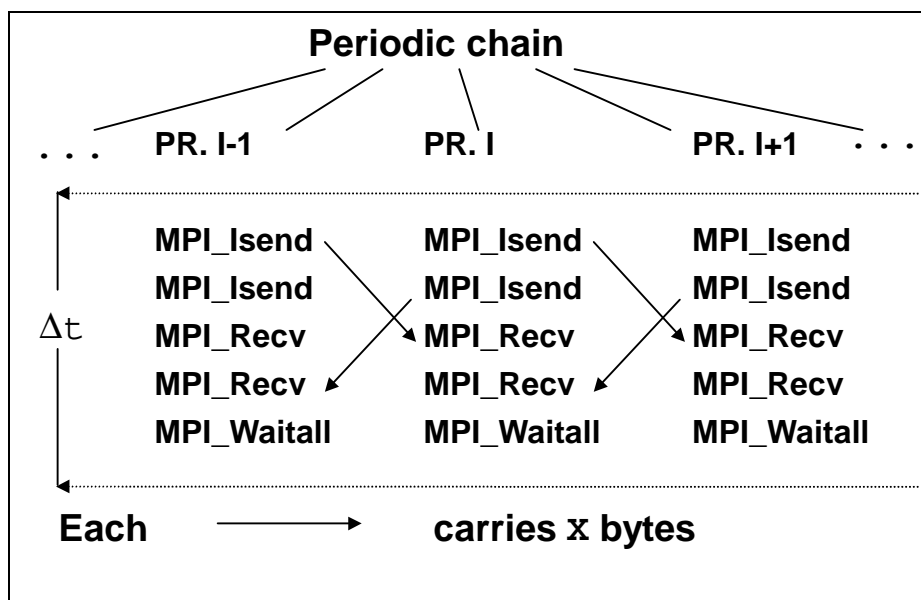 Periodic chain
. . . PR. I-1 PR. I PR. I+1 . . .
MPI_Isend MPI_Isend MPI_Isend
MPI_Isend MPI_Isend MPI_Isend
Δt MPI_Recv MPI_Recv MPI_Recv
MPI_Recv MPI_Recv MPI_Recv
MPI_Waitall MPI_Waitall MPI_Waitall
Each carries x bytes